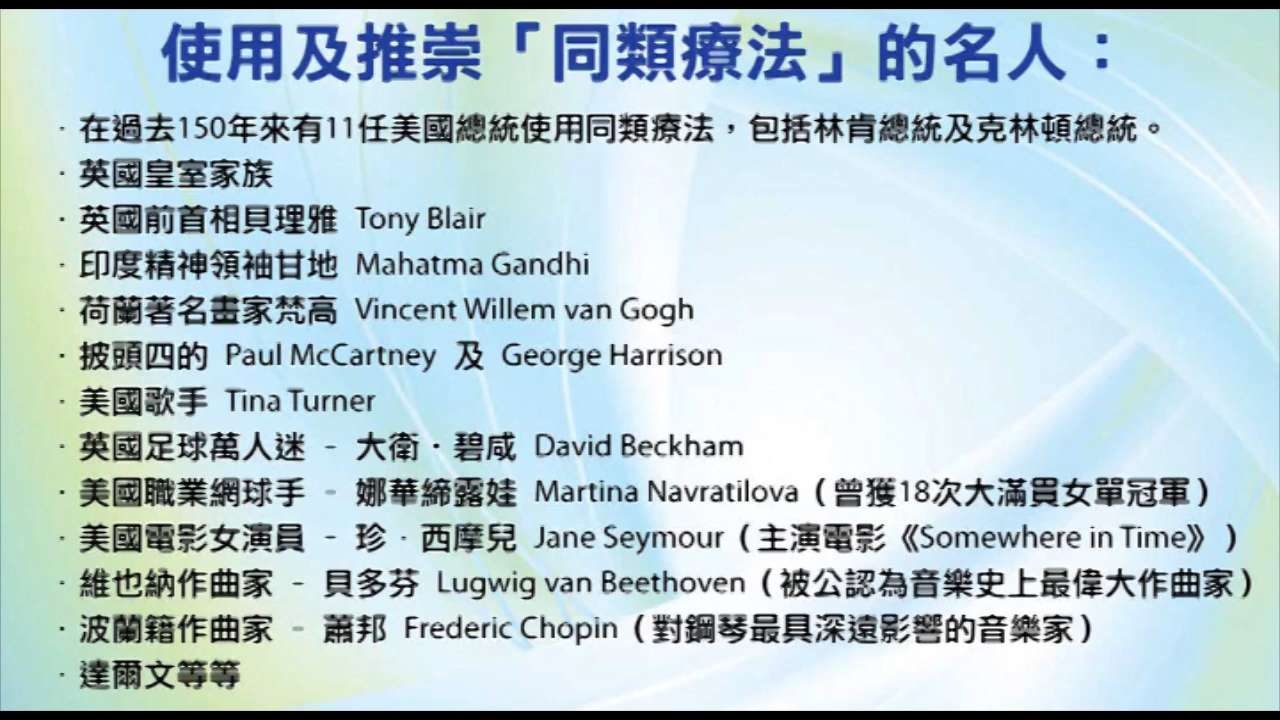 使用及推崇「同類療法」的名人：
· 在過去150年來有11任美國總統使用同類療法，包括林肯總統及克林頓總統。
· 英國皇室家族
· 英國前首相貝理雅 Tony Blair
· 印度精神領袖甘地 Mahatma Gandhi
· 荷蘭著名畫家梵高 Vincent Willem van Gogh
· 披頭四的 Paul McCartney 及 George Harrison
· 美國歌手 Tina Turner
· 英國足球萬人迷 - 大衛·碧咸 David Beckham
· 美國職業網球手 - 娜華締露娃 Martina Navratilova（曾獲18次大滿買女單冠軍）
· 美國電影女演員 - 珍·西摩兒 Jane Seymour（主演電影《Somewhere in Time》）
· 維也納作曲家 - 貝多芬 Lugwig van Beethoven（被公認為音樂史上最偉大作曲家）
· 波蘭籍作曲家 - 蕭邦 Frederic Chopin（對鋼琴最具深遠影響的音樂家）
· 達爾文等等